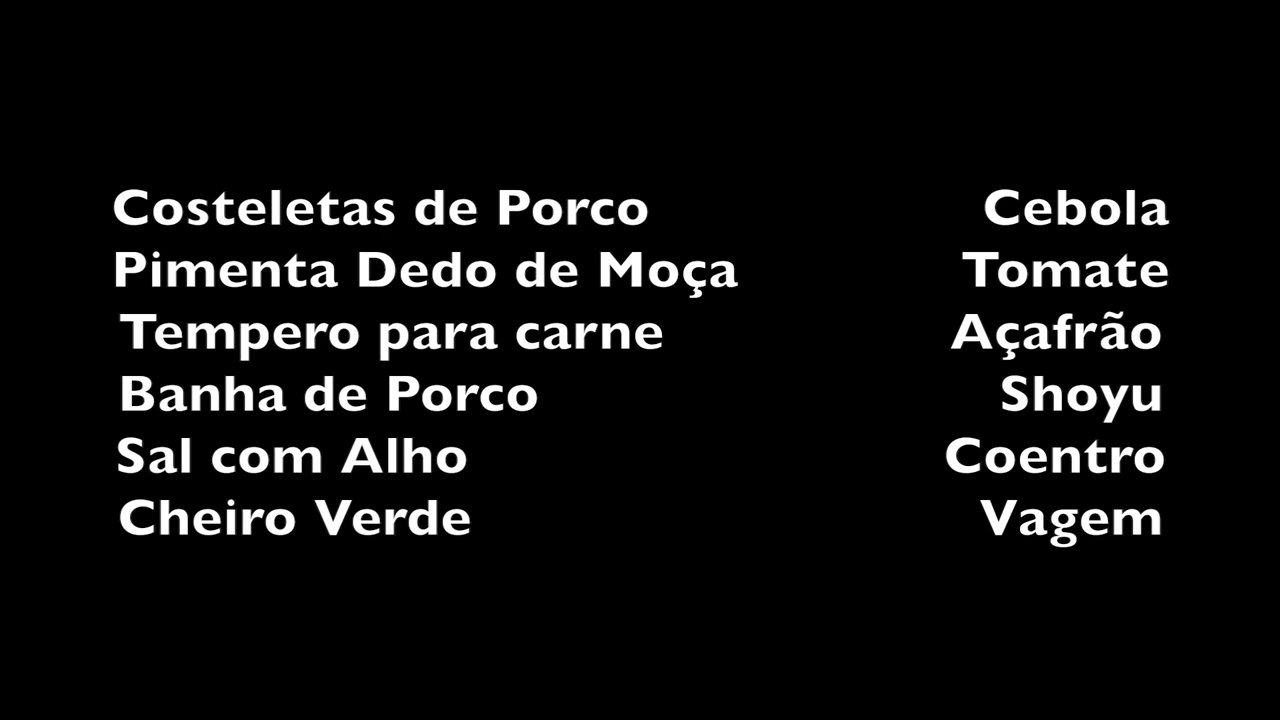 Costeletas de Porco Cebola
Pimenta Dedo de Moça Tomate
Tempero para carne Açafrão
Banha de Porco Shoyu
Sal com Alho Coentro
Cheiro Verde Vagem